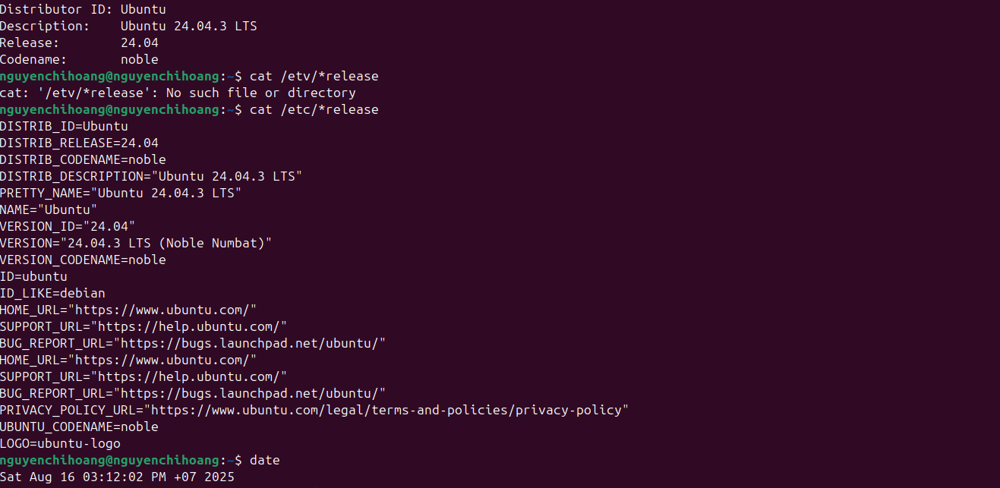 Distributor ID: Ubuntu
Description:    Ubuntu 24.04.3 LTS
Release:        24.04
Codename:       noble
nguyenchihoang@nguyenchihoang:~$ cat /etv/*release
cat: '/etv/*release': No such file or directory
nguyenchihoang@nguyenchihoang:~$ cat /etc/*release
DISTRIB_ID=Ubuntu
DISTRIB_RELEASE=24.04
DISTRIB_CODENAME=noble
DISTRIB_DESCRIPTION="Ubuntu 24.04.3 LTS"
PRETTY_NAME="Ubuntu 24.04.3 LTS"
NAME="Ubuntu"
VERSION_ID="24.04"
VERSION="24.04.3 LTS (Noble Numbat)"
VERSION_CODENAME=noble
ID=ubuntu
ID_LIKE=debian
HOME_URL="https://www.ubuntu.com/"
SUPPORT_URL="https://help.ubuntu.com/"
BUG_REPORT_URL="https://bugs.launchpad.net/ubuntu/"
HOME_URL="https://www.ubuntu.com/"
SUPPORT_URL="https://help.ubuntu.com/"
BUG_REPORT_URL="https://bugs.launchpad.net/ubuntu/"
PRIVACY_POLICY_URL="https://www.ubuntu.com/legal/terms-and-policies/privacy-policy"
UBUNTU_CODENAME=noble
LOGO=ubuntu-logo
nguyenchihoang@nguyenchihoang:~$ date
Sat Aug 16 03:12:02 PM +07 2025